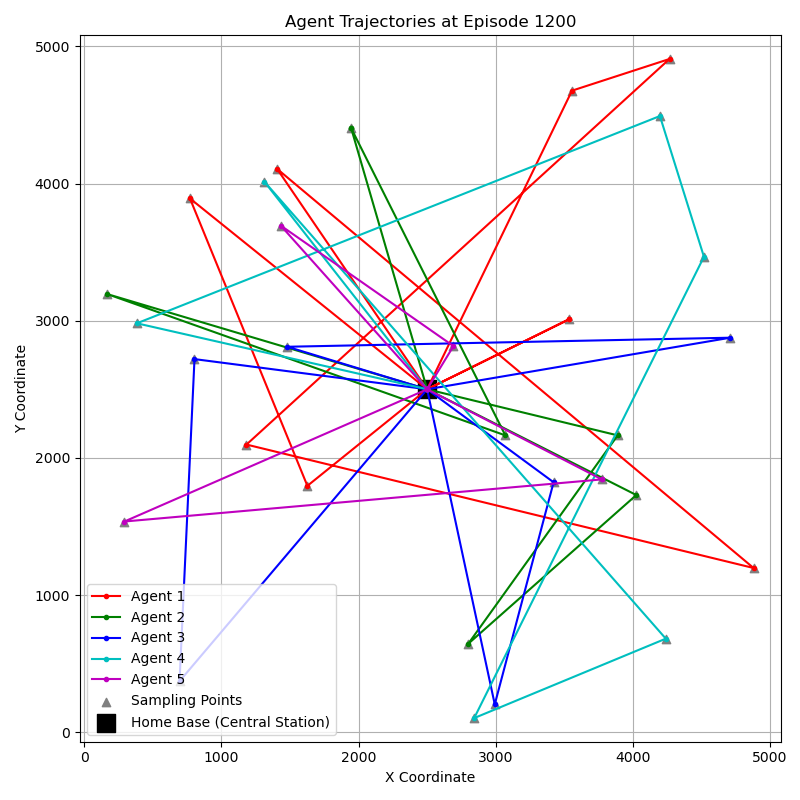 Agent Trajectories at Episode 1200
Y Coordinate
5000
4000
3000
2000
1000
0
Agent 1
Agent 2
Agent 3
Agent 4
Agent 5
Sampling Points
Home Base (Central Station)
0 1000 2000 3000 4000 5000
X Coordinate